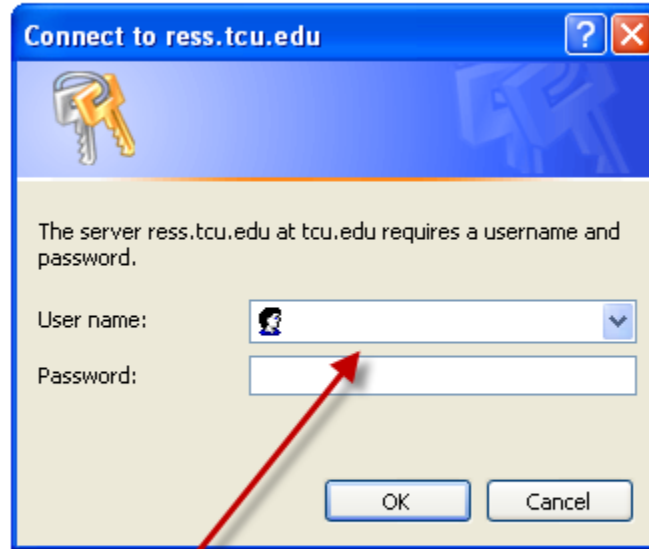 Connect to ress.tcu.edu
The server ress.tcu.edu at tcu.edu requires a username and
password.
User name:
Password:
OK Cancel